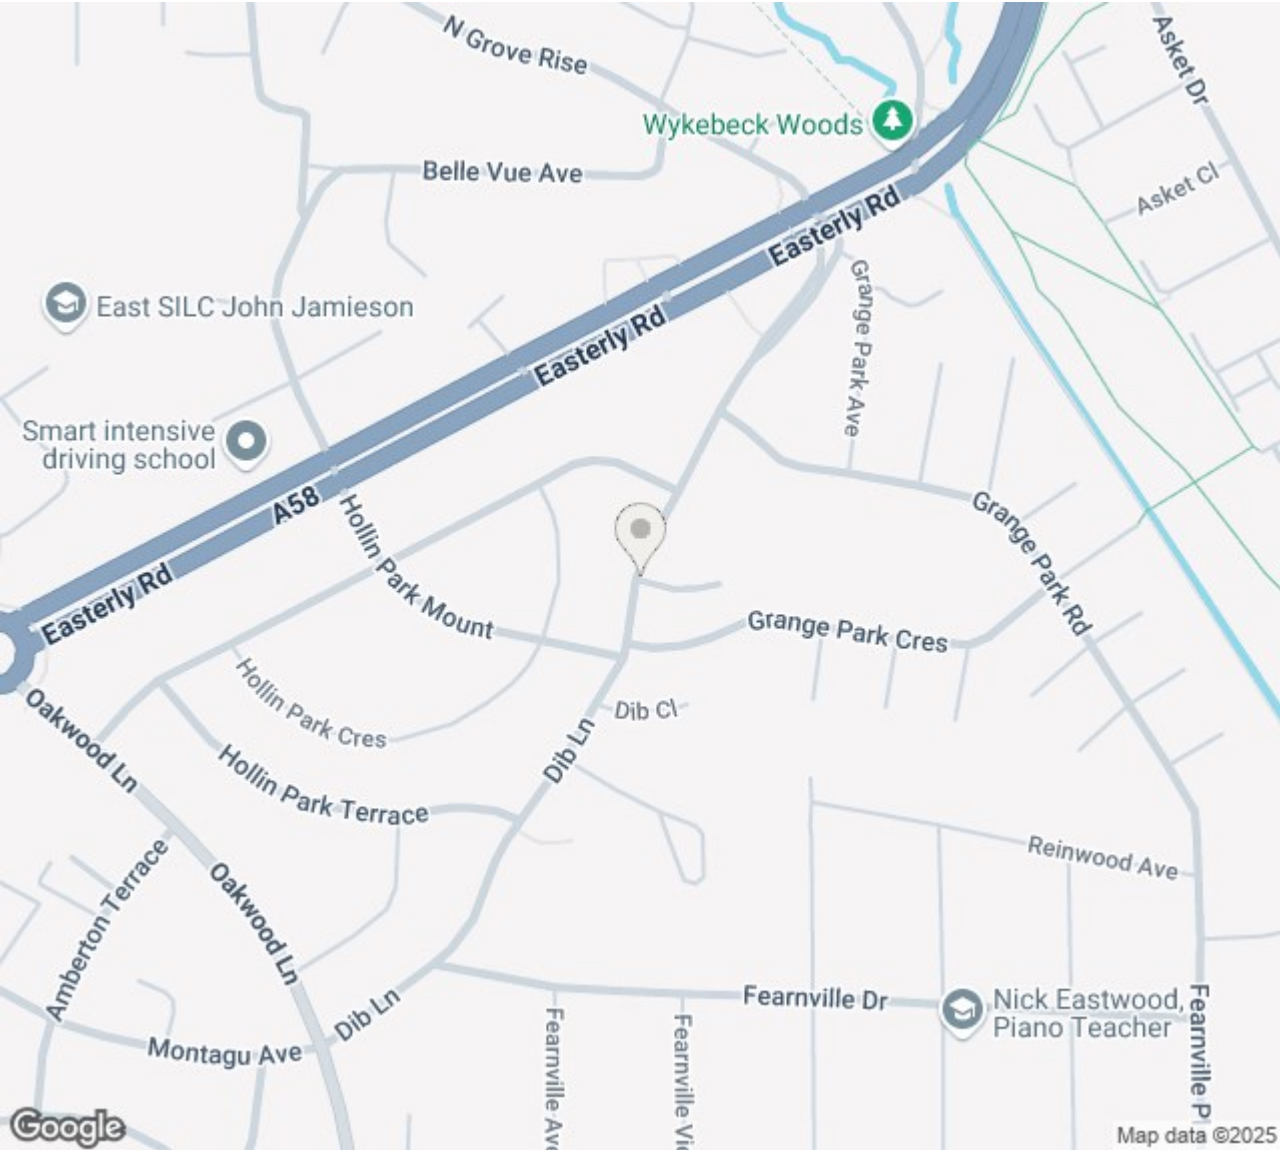 N Grove Rise
Asket Dr
Wykebeck Woods
Belle Vue Ave
Asket Cl
Easterly Rd
East SILC John Jamieson
Grange Park Ave
Easterly Rd
Smart intensive
driving school
A58
Hollin Park Mount
Grange Park Rd
Easterly Rd
Grange Park Cres
Hollin Park Cres
Dib Cl
Oakwood Ln
Dib Ln
Hollin Park Terrace
Reinwood Ave
Amberton Terrace
Oakwood Ln
Fearnville Dr
Nick Eastwood,
Piano Teacher
Dib Ln
Montagu Ave
Fearnville Av
Fearnville Vi
Fearnville Pl
Google
Map data ©2025